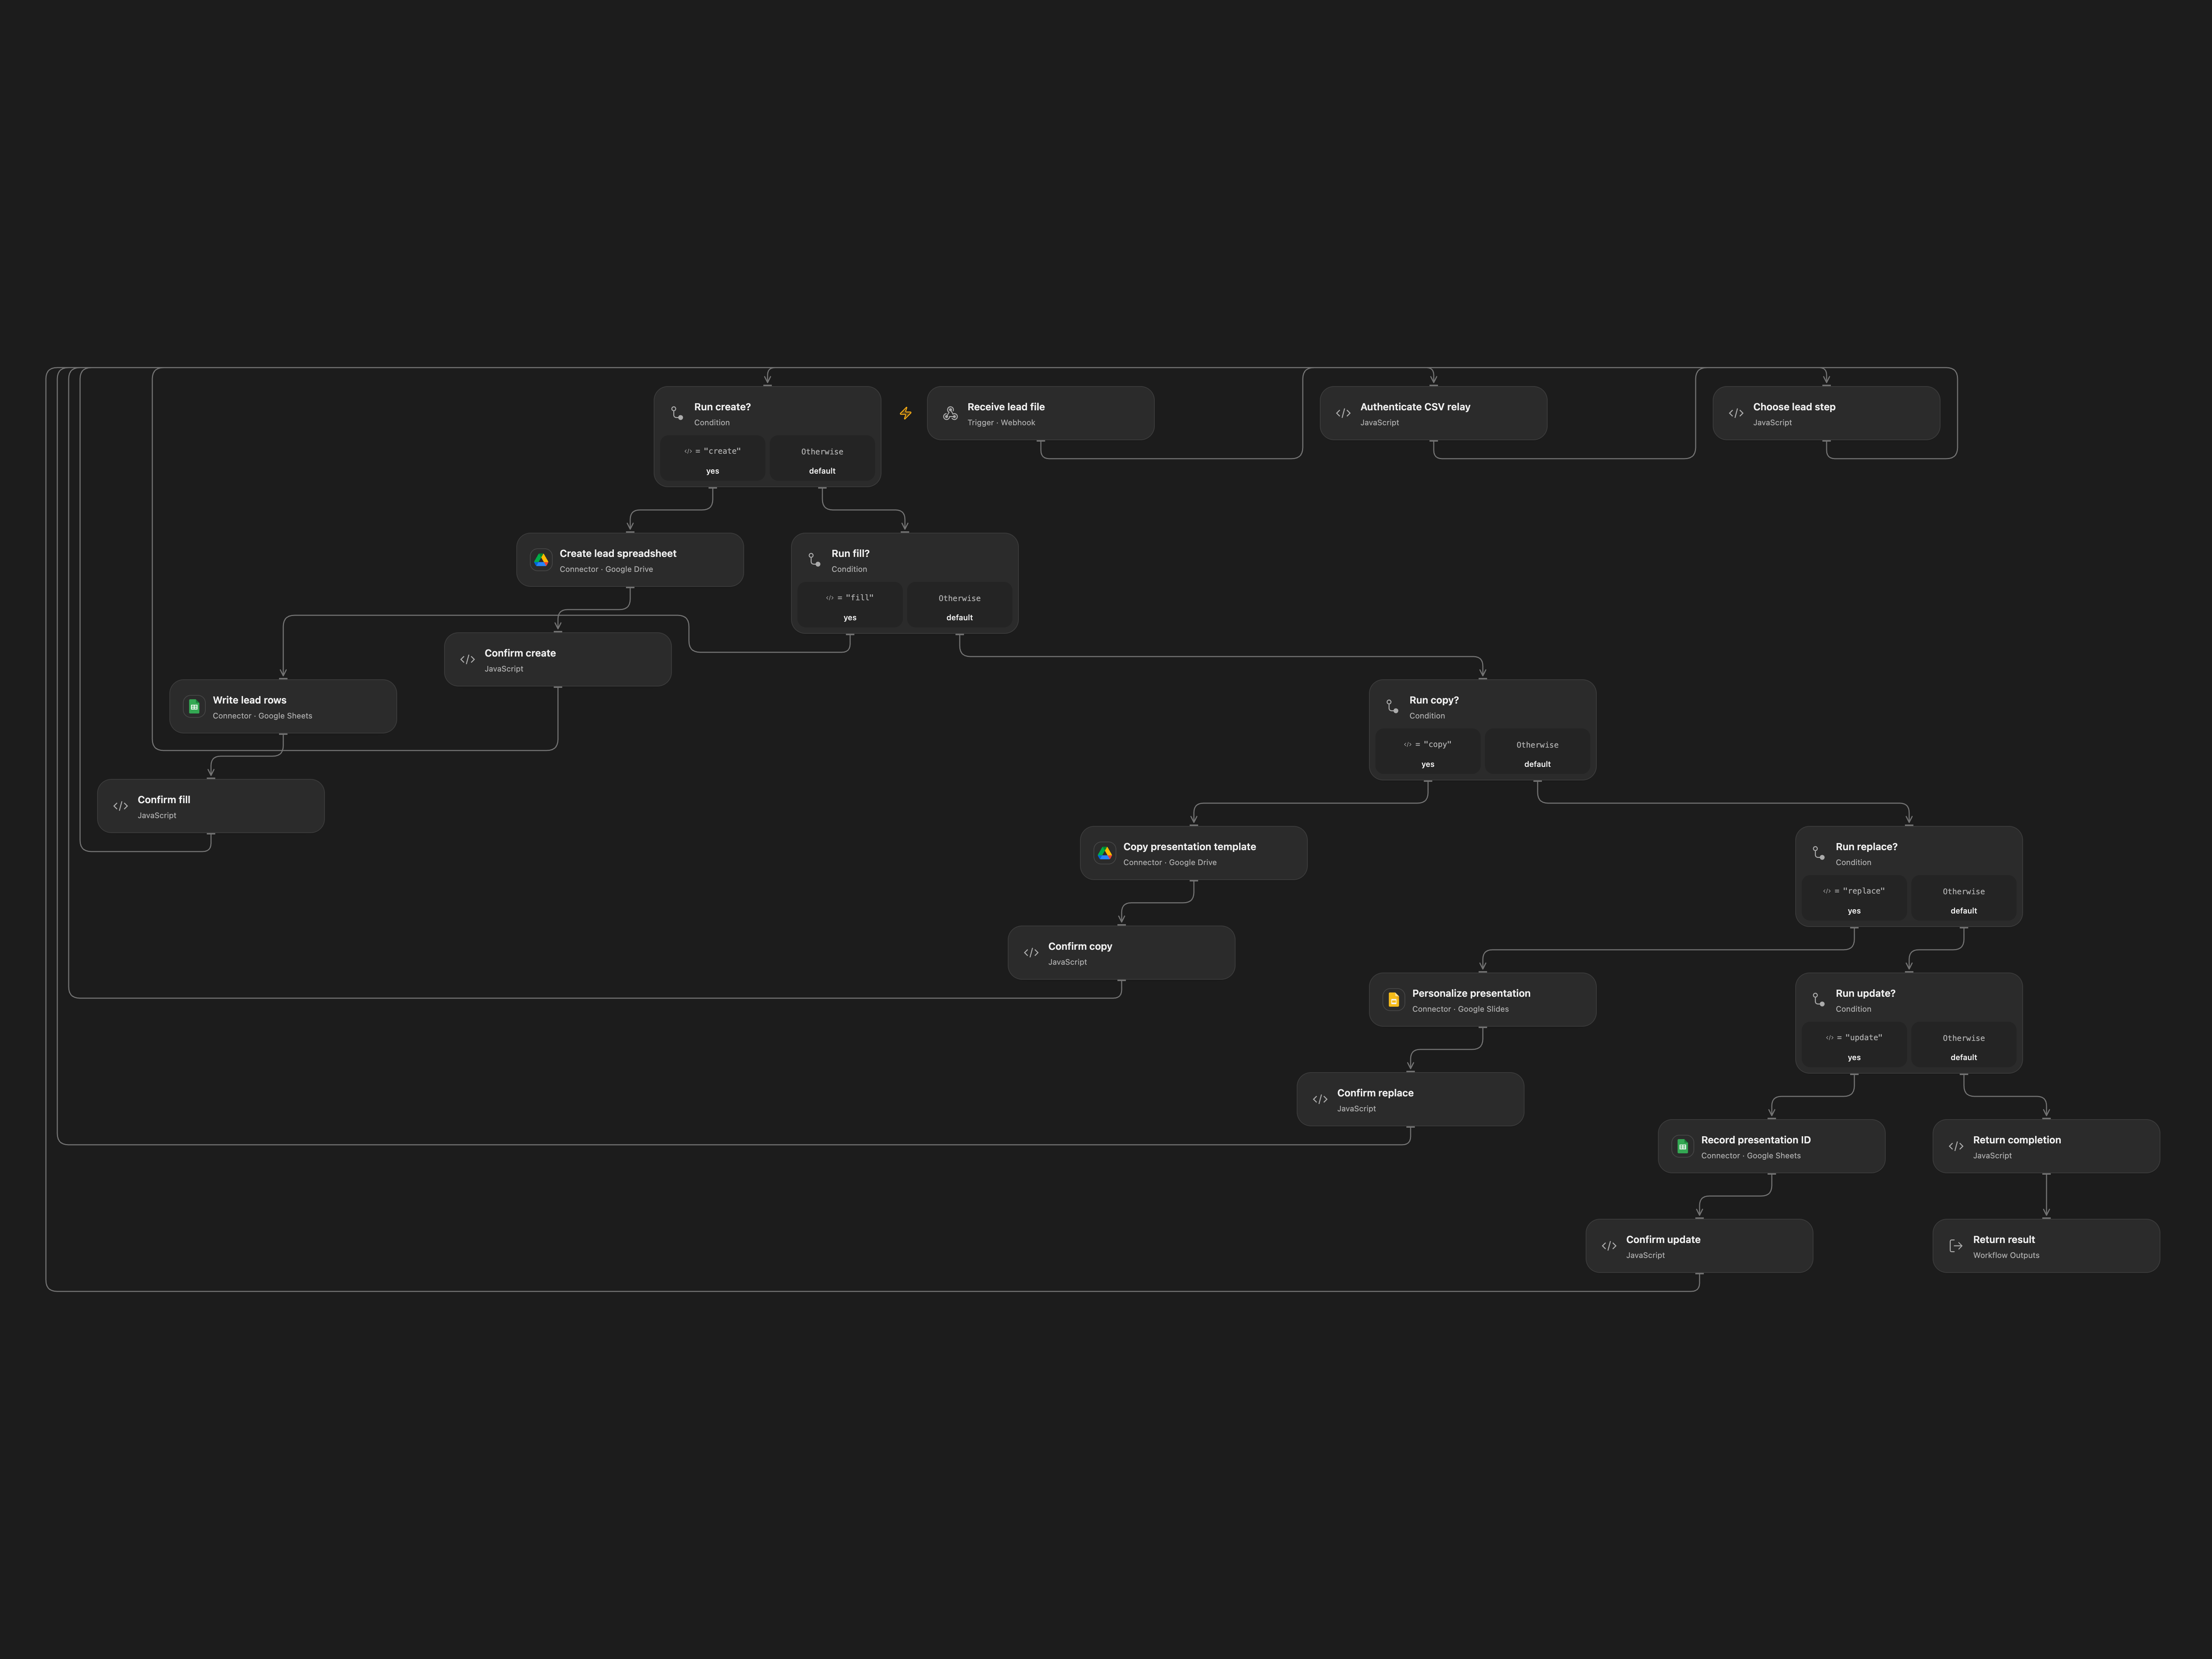 Run create?
Condition
= "create"
yes
Otherwise
default
Receive lead file
Trigger · Webhook
Authenticate CSV relay
JavaScript
Choose lead step
JavaScript
Create lead spreadsheet
Connector · Google Drive
Run fill?
Condition
= "fill"
yes
Otherwise
default
Confirm create
JavaScript
Write lead rows
Connector · Google Sheets
Run copy?
Condition
= "copy"
yes
Otherwise
default
Confirm fill
JavaScript
Copy presentation template
Connector · Google Drive
Run replace?
Condition
= "replace"
yes
Otherwise
default
Confirm copy
JavaScript
Personalize presentation
Connector · Google Slides
Run update?
Condition
= "update"
yes
Otherwise
default
Confirm replace
JavaScript
Record presentation ID
Connector · Google Sheets
Return completion
JavaScript
Confirm update
JavaScript
Return result
Workflow Outputs